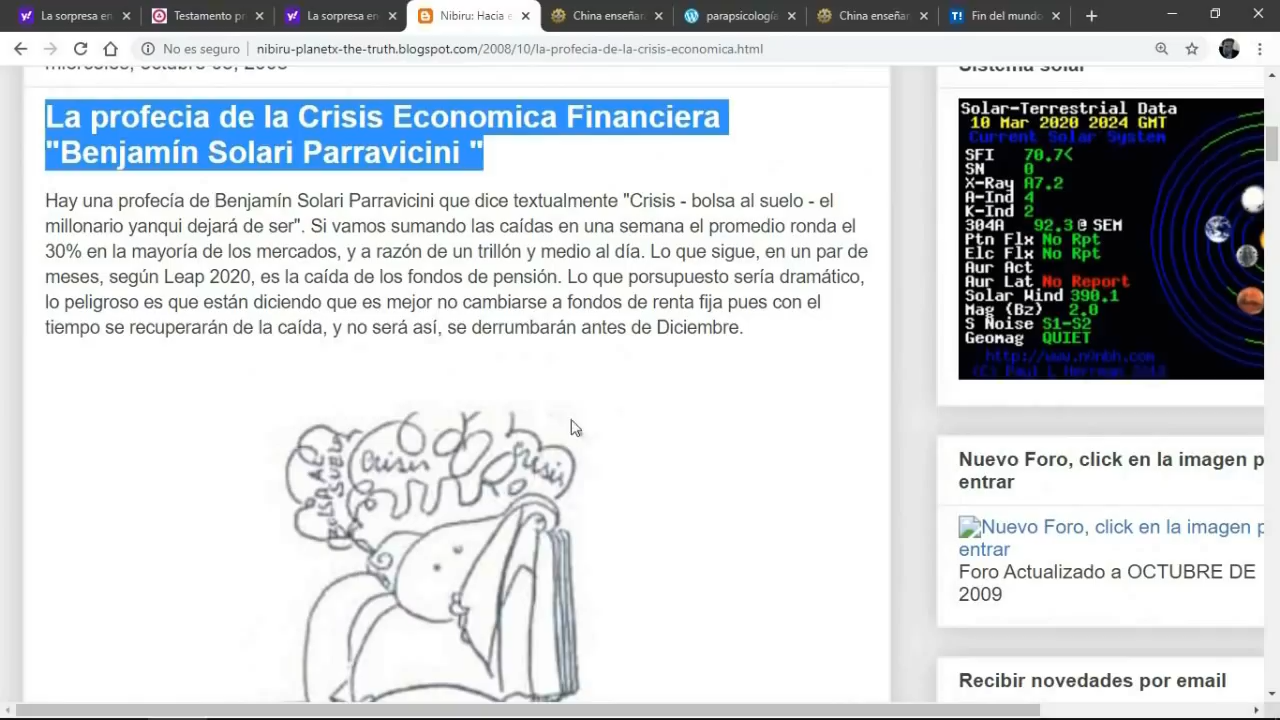 La sorpresa en
Testamento pr
La sorpresa en
Nibiru: Hacia e
China enseñar
parapsicología
China enseñar
Fin del mundo
No es seguro
nibiru-planetx-the-truth.blogspot.com/2008/10/la-profecia-de-la-crisis-economica.html
La profecia de la Crisis Economica Financiera
"Benjamín Solari Parravicini "
Hay una profecía de Benjamín Solari Parravicini que dice textualmente "Crisis - bolsa al suelo - el
millonario yanqui dejará de ser". Si vamos sumando las caídas en una semana el promedio ronda el
30% en la mayoría de los mercados, y a razón de un trillón y medio al día. Lo que sigue, en un par de
meses, según Leap 2020, es la caída de los fondos de pensión. Lo que porsupuesto sería dramático,
lo peligroso es que están diciendo que es mejor no cambiarse a fondos de renta fija pues con el
tiempo se recuperarán de la caída, y no será así, se derrumbarán antes de Diciembre.
BOLSA AL
SUELO
Crisis
Crisis
Sistema solar
Solar-Terrestrial Data
10 Mar 2020 2024 GMT
Current Solar System
SFI 70.7<
SN 0
X-Ray A7.2
A-Ind 4
K-Ind 2
304A 92.3 @ SEM
Ptn Flx No Rpt
Elc Flx No Rpt
Aur Act
Aur Lat No Report
Solar Wind 390.1
Mag (Bz) 2.0
S Noise S1-S2
Geomag QUIET
http://www.n0nbh.com
Nuevo Foro, click en la imagen p
entrar
Nuevo Foro, click en la imagen p
entrar
Foro Actualizado a OCTUBRE DE
2009
Recibir novedades por email